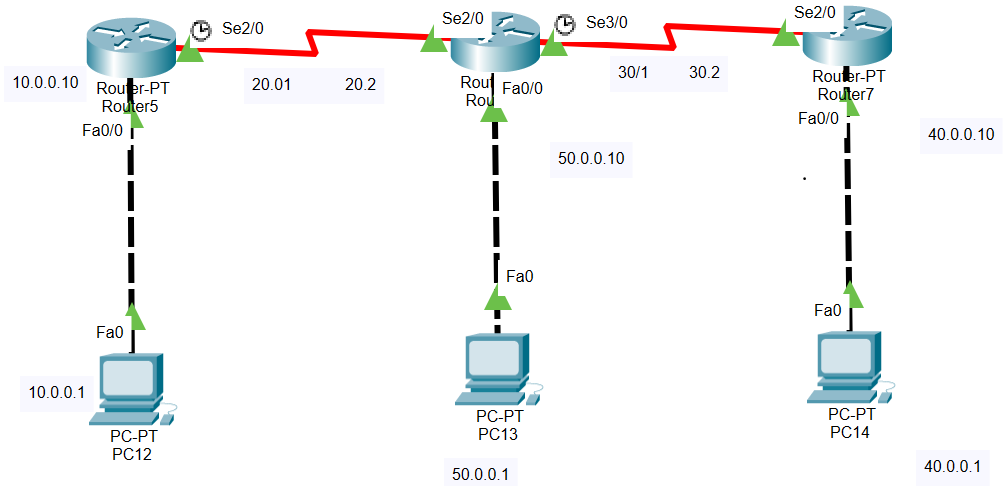 Se2/0
10.0.0.10
Router-PT
Router5
Fa0/0
20.01
20.2
Se2/0
Se3/0
Rout
Rou
Fa0/0
50.0.0.10
30/1
30.2
Se2/0
Router-PT
Router7
Fa0/0
40.0.0.10
Fa0
10.0.0.1
PC-PT
PC12
Fa0
PC-PT
PC13
50.0.0.1
Fa0
PC-PT
PC14
40.0.0.1